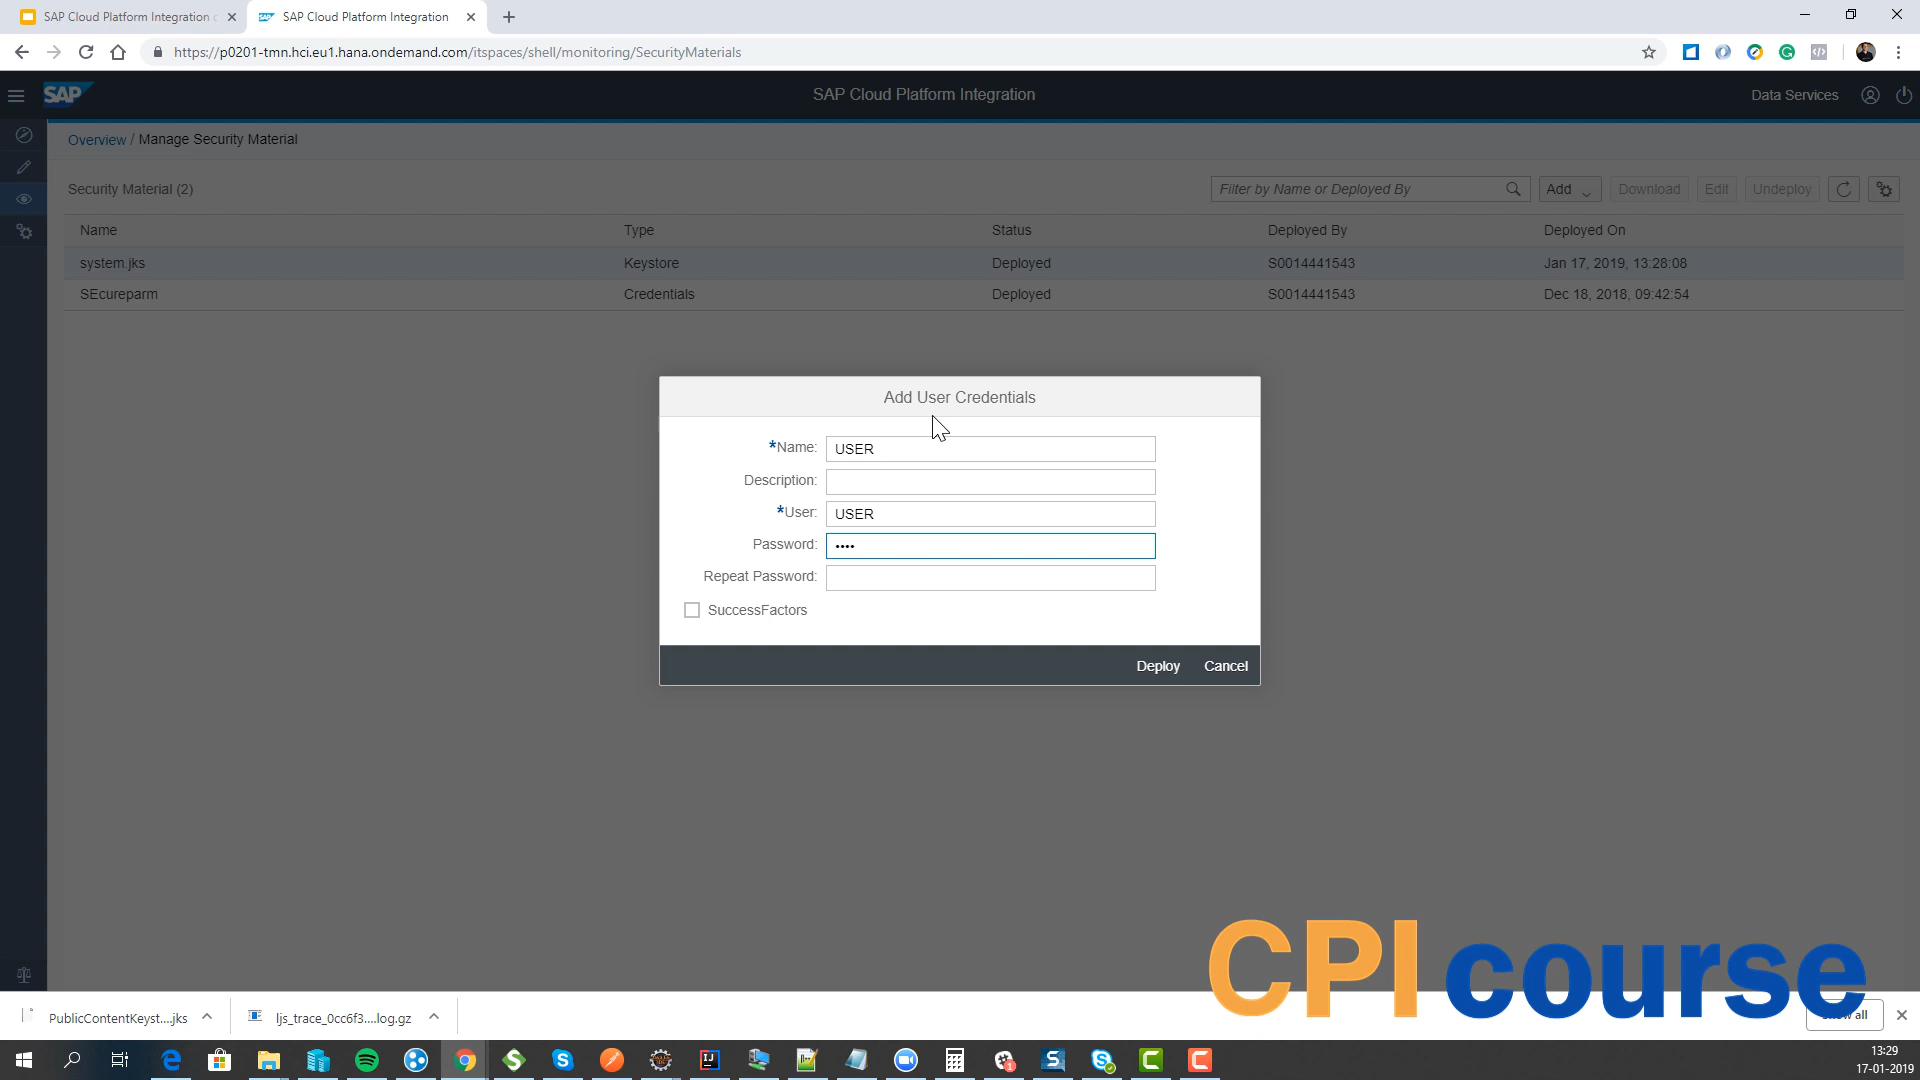 SAP Cloud Platform Integration
SAP Cloud Platform Integration
https://p0201-tmn.hci.eu1.hana.ondemand.com/itspaces/shell/monitoring/SecurityMaterials
SAP
SAP Cloud Platform Integration
Data Services
Overview / Manage Security Material
Security Material (2)
Filter by Name or Deployed By
Add
Download
Edit
Undeploy
Name Type Status Deployed By Deployed On
system.jks Keystore Deployed S0014441543 Jan 17, 2019, 13:28:08
SEcureparm Credentials Deployed S0014441543 Dec 18, 2018, 09:42:54
Add User Credentials
*Name: USER
Description:
*User: USER
Password: ••••
Repeat Password:
SuccessFactors
Deploy Cancel
CPI course
PublicContentKeyst....jks
ljs_trace_0cc6f3....log.gz
all
13:29
17-01-2019